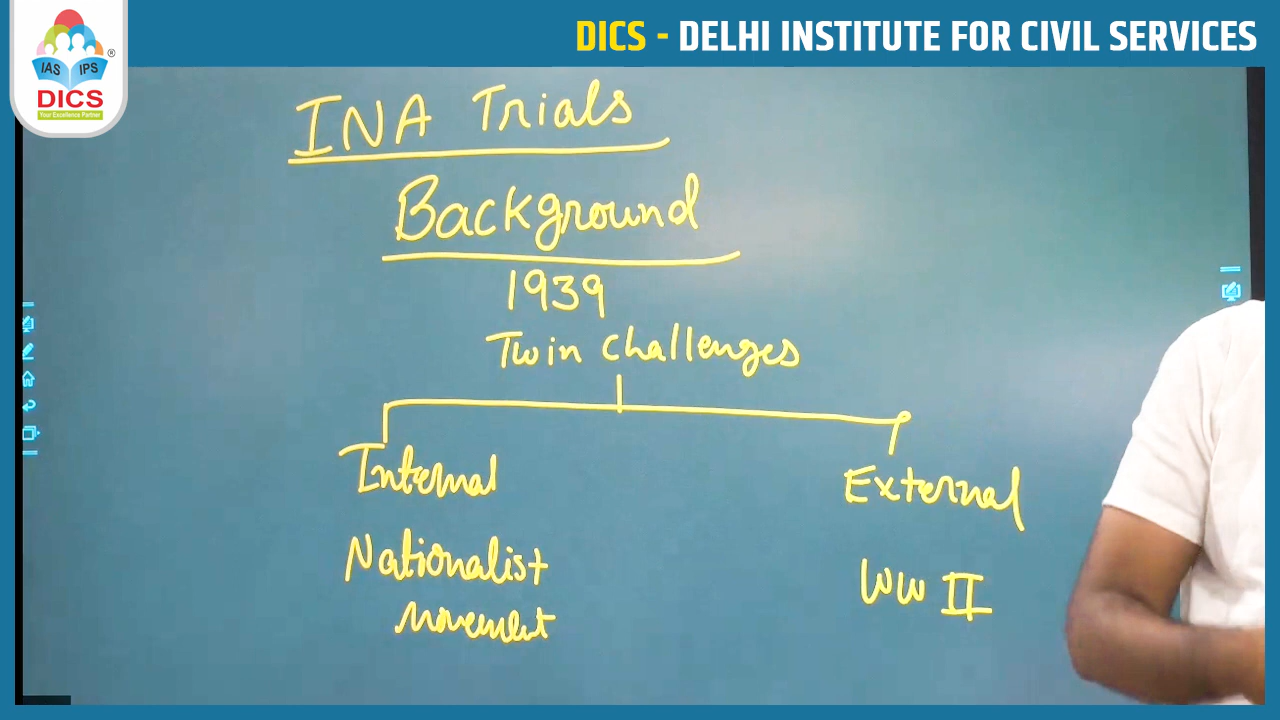 DICS - DELHI INSTITUTE FOR CIVIL SERVICES
IAS IPS
®
DICS
Your Excellence Partner
INA Trials
Background
1939
Twin challenges
Internal
External
Nationalist
movement
WW II